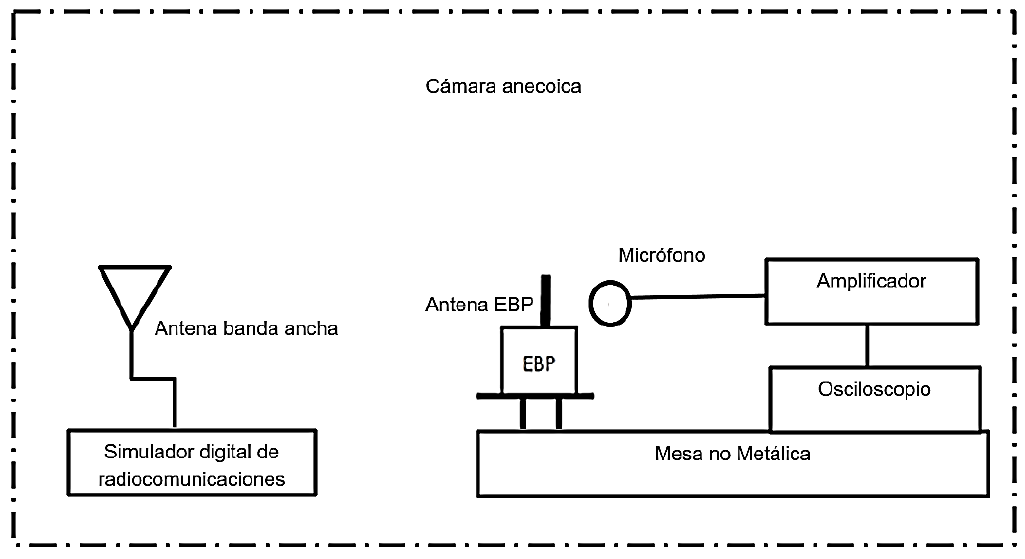 Cámara anecoica
Micrófono
Amplificador
Antena EBP
Antena banda ancha
EBP
Osciloscopio
Simulador digital de
radiocomunicaciones
Mesa no Metálica